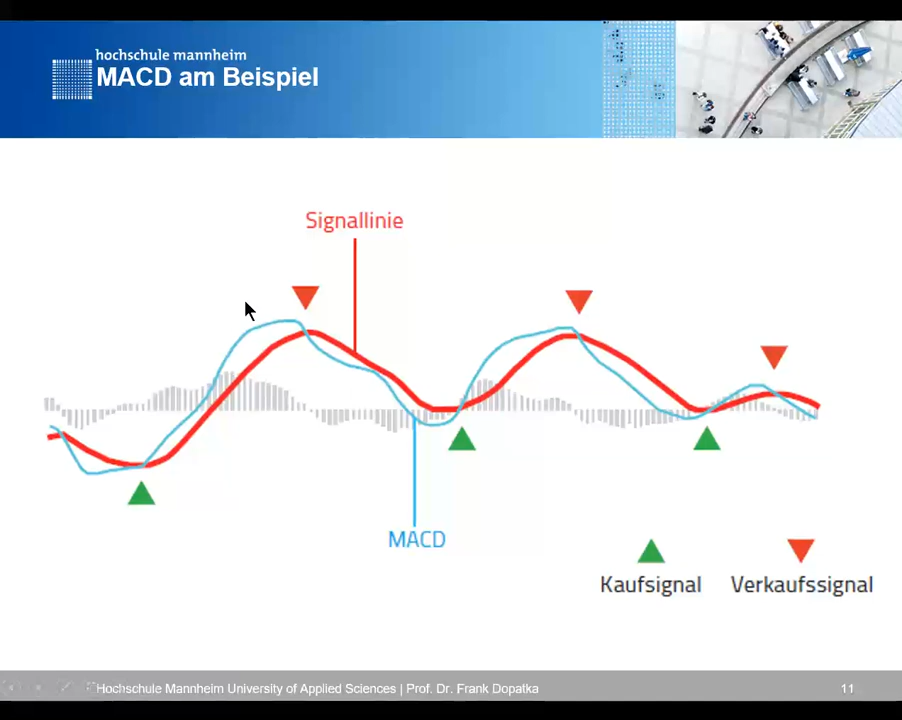 hochschule mannheim
MACD am Beispiel
Signallinie
MACD
Kaufsignal
Verkaufssignal
Hochschule Mannheim University of Applied Sciences | Prof. Dr. Frank Dopatka
11